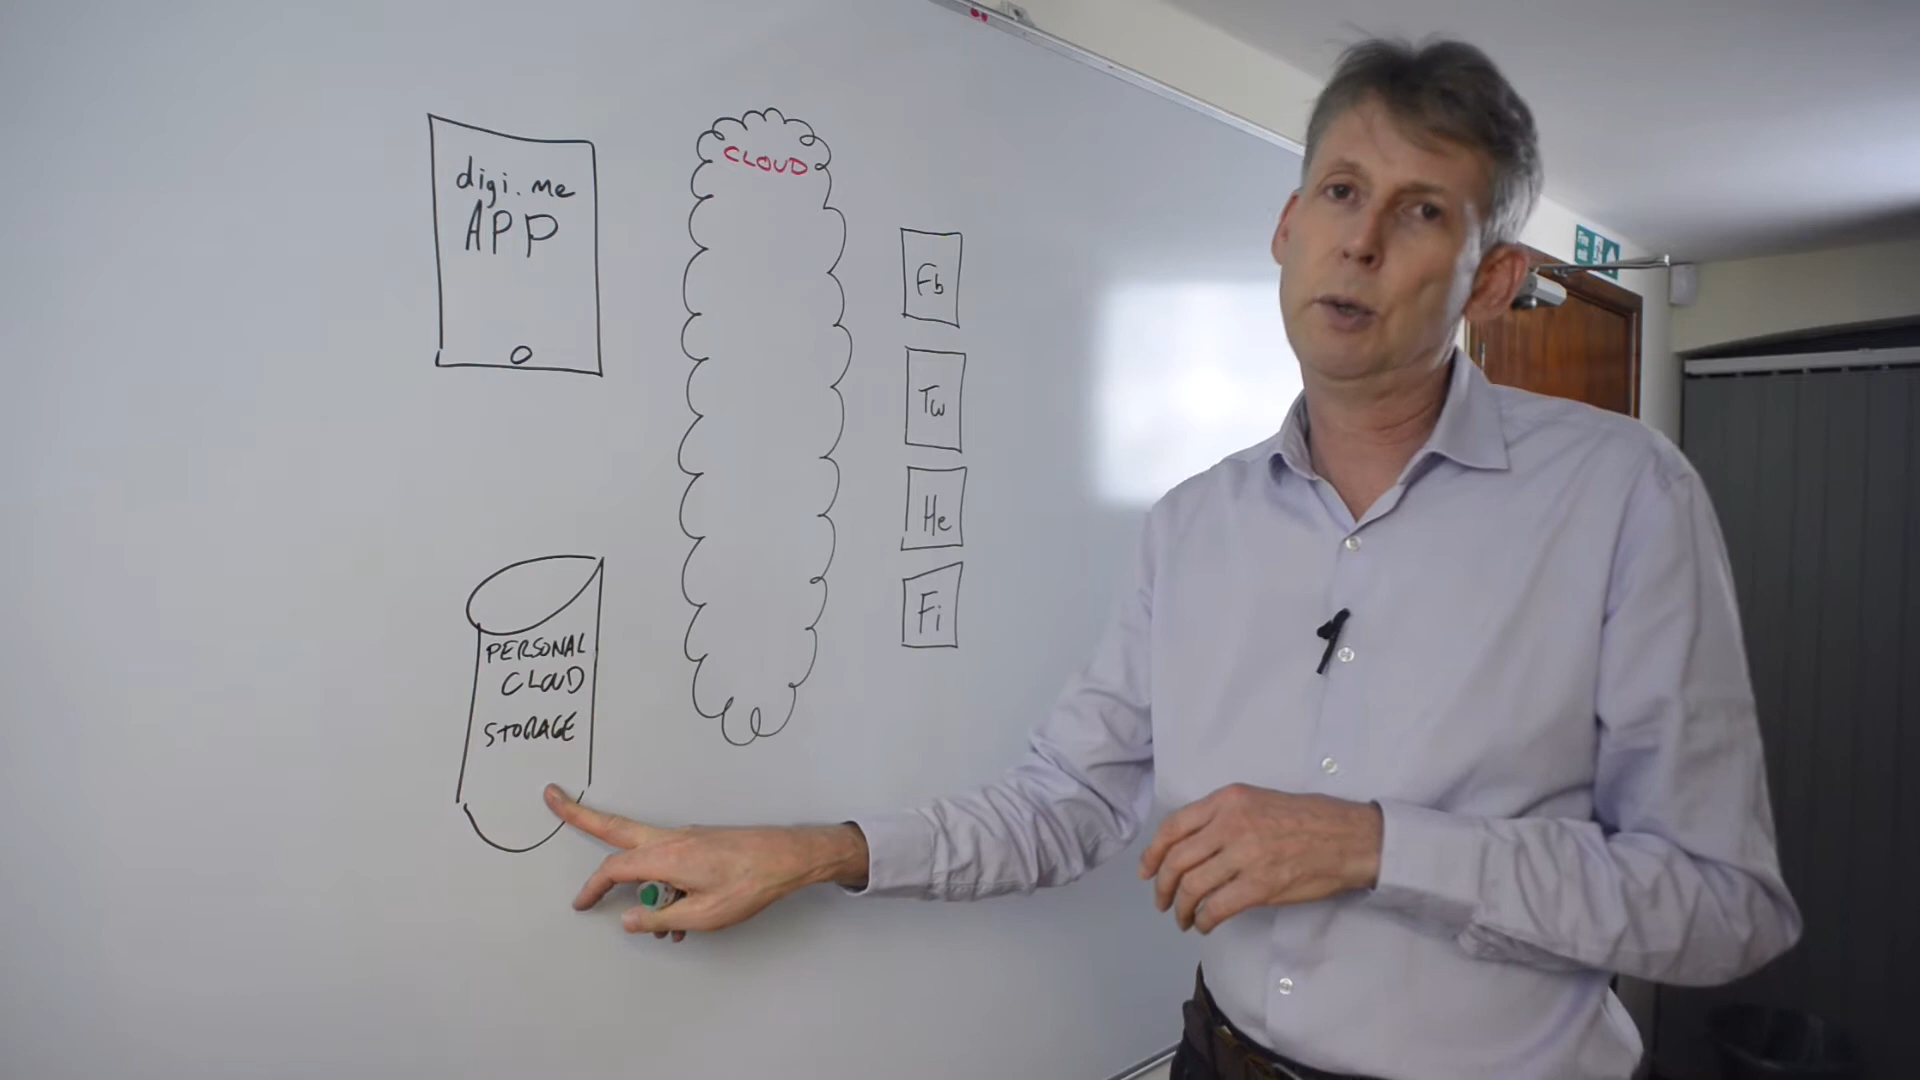 digi.me
APP
CLOUD
Fb
Tw
He
Fi
PERSONAL
CLOUD
STORAGE